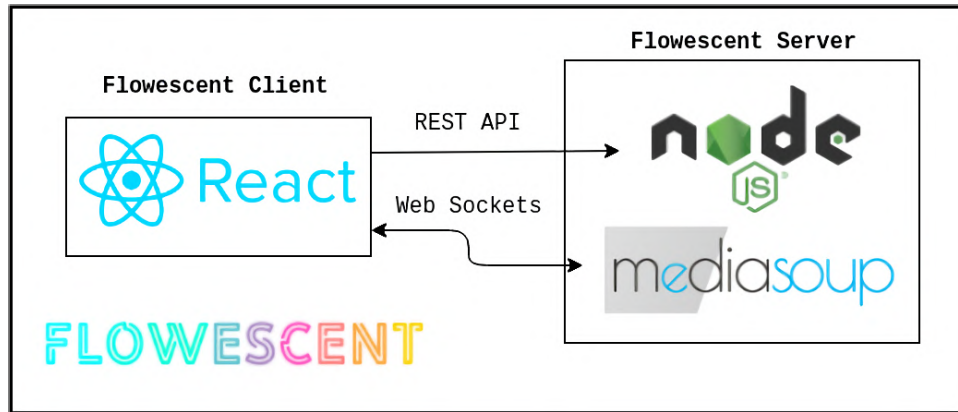 Flowescent Server
Flowescent Client
REST API
node
JS
React
Web Sockets
mediasoup
FLOWESCENT